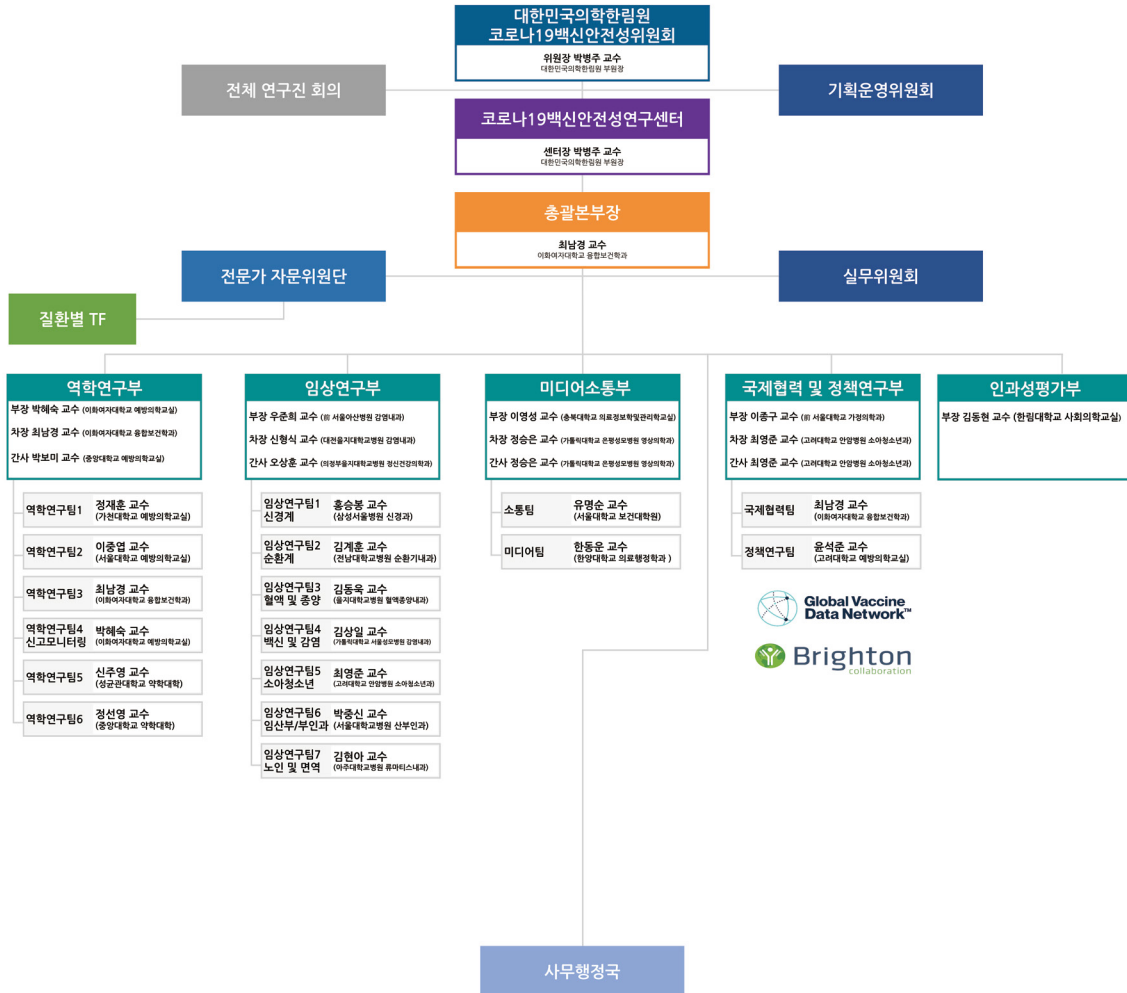 대한민국의학한림원
코로나19백신안전성위원회
위원장 박병주 교수
대한민국의학한림원 부원장
전체 연구진 회의
기획운영위원회
코로나19백신안전성연구센터
센터장 박병주 교수
대한민국의학한림원 부원장
총괄본부장
최남경 교수
이화여자대학교 융합보건학과
전문가 자문위원단
실무위원회
질환별 TF
역학연구부
부장 박혜숙 교수 (이화여자대학교 예방의학교실)
차장 최남경 교수 (이화여자대학교 융합보건학과)
간사 박보미 교수 (중앙대학교 예방의학교실)
역학연구팀1
정재훈 교수
(가천대학교 예방의학교실)
역학연구팀2
이중엽 교수
(서울대학교 예방의학교실)
역학연구팀3
최남경 교수
(이화여자대학교 융합보건학과)
역학연구팀4
신고모니터링
박혜숙 교수
(이화여자대학교 예방의학교실)
역학연구팀5
신주영 교수
(성균관대학교 약학대학)
역학연구팀6
정선영 교수
(중앙대학교 약학대학)
임상연구부
부장 우준희 교수 (前 서울아산병원 감염내과)
차장 신형식 교수 (대전을지대학교병원 감염내과)
간사 오상훈 교수 (의정부을지대학교병원 정신건강의학과)
임상연구팀1
신경계
홍승봉 교수
(삼성서울병원 신경과)
임상연구팀2
순환계
김계훈 교수
(전남대학교병원 순환기내과)
임상연구팀3
혈액 및 종양
김동욱 교수
(을지대학교병원 혈액종양내과)
임상연구팀4
백신 및 감염
김상일 교수
(가톨릭대학교 서울성모병원 감염내과)
임상연구팀5
소아청소년
최영준 교수
(고려대학교 안암병원 소아청소년과)
임상연구팀6
임산부/부인과
박중신 교수
(서울대학교병원 산부인과)
임상연구팀7
노인 및 면역
김현아 교수
(아주대학교병원 류마티스내과)
미디어소통부
부장 이영성 교수 (충북대학교 의료정보학및관리학교실)
차장 정승은 교수 (가톨릭대학교 은평성모병원 영상의학과)
간사 정승은 교수 (가톨릭대학교 은평성모병원 영상의학과)
소통팀
유명순 교수
(서울대학교 보건대학원)
미디어팀
한동운 교수
(한양대학교 의료행정학과 )
국제협력 및 정책연구부
부장 이종구 교수 (前 서울대학교 가정의학과)
차장 최영준 교수 (고려대학교 안암병원 소아청소년과)
간사 최영준 교수 (고려대학교 안암병원 소아청소년과)
국제협력팀
최남경 교수
(이화여자대학교 융합보건학과)
정책연구팀
윤석준 교수
(고려대학교 예방의학교실)
Global Vaccine
Data Network™
Brighton
collaboration
인과성평가부
부장 김동현 교수 (한림대학교 사회의학교실)
사무행정국